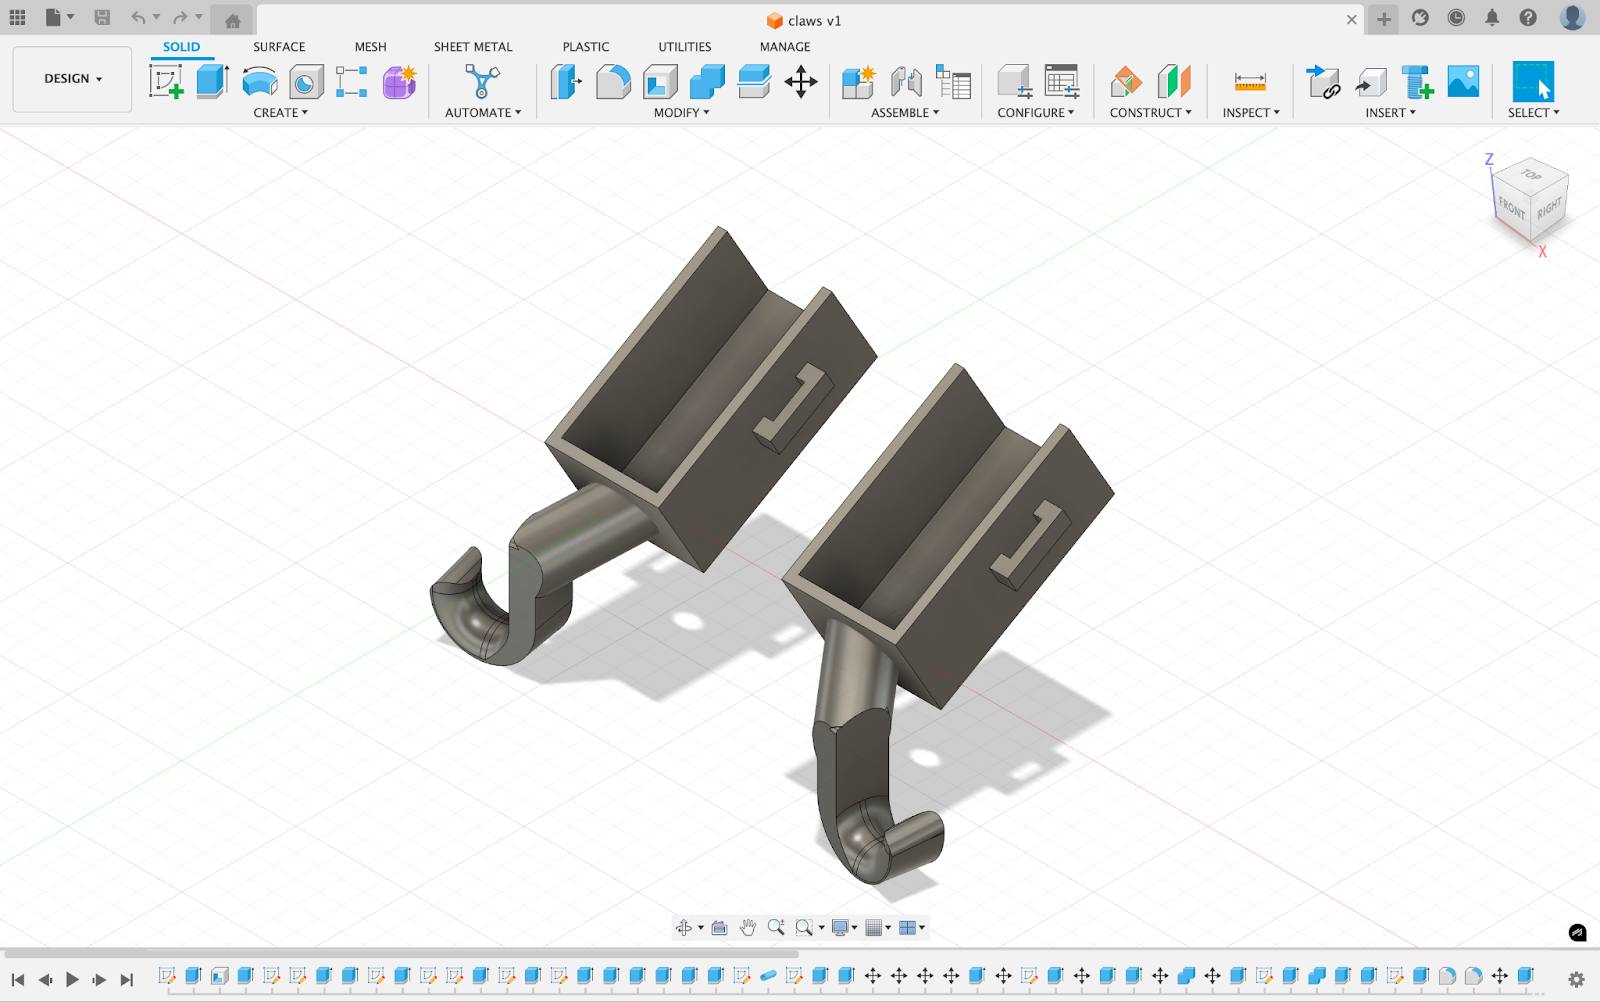 claws v1
SOLID SURFACE MESH SHEET METAL PLASTIC UTILITIES MANAGE
DESIGN
CREATE AUTOMATE MODIFY ASSEMBLE CONFIGURE CONSTRUCT INSPECT INSERT SELECT
Z
TOP
FRONT RIGHT
X